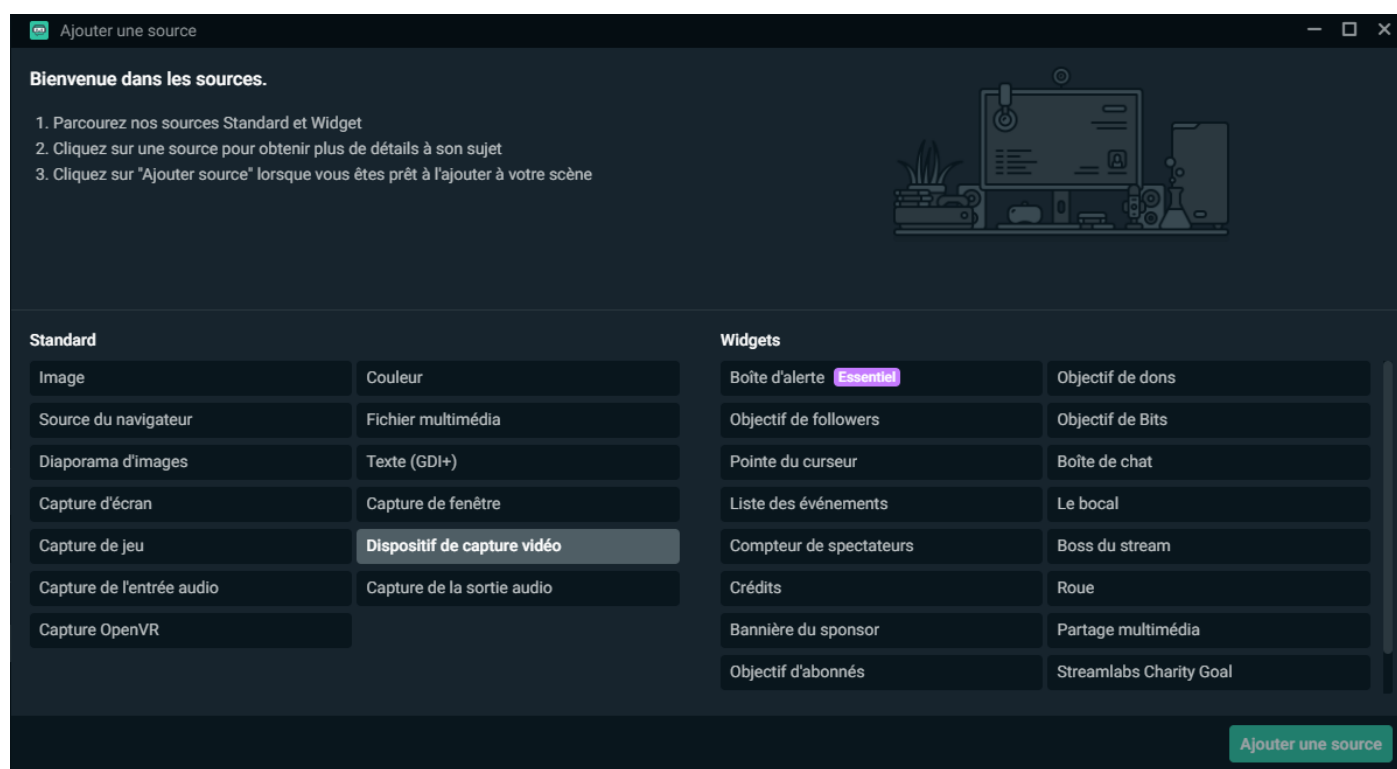 Ajouter une source
Bienvenue dans les sources.
1. Parcourez nos sources Standard et Widget
2. Cliquez sur une source pour obtenir plus de détails à son sujet
3. Cliquez sur "Ajouter source" lorsque vous êtes prêt à l'ajouter à votre scène
Standard
Image
Couleur
Source du navigateur
Fichier multimédia
Diaporama d'images
Texte (GDI+)
Capture d'écran
Capture de fenêtre
Capture de jeu
Dispositif de capture vidéo
Capture de l'entrée audio
Capture de la sortie audio
Capture OpenVR
Widgets
Boîte d'alerte Essentiel
Objectif de dons
Objectif de followers
Objectif de Bits
Pointe du curseur
Boîte de chat
Liste des événements
Le bocal
Compteur de spectateurs
Boss du stream
Crédits
Roue
Bannière du sponsor
Partage multimédia
Objectif d'abonnés
Streamlabs Charity Goal
Ajouter une source